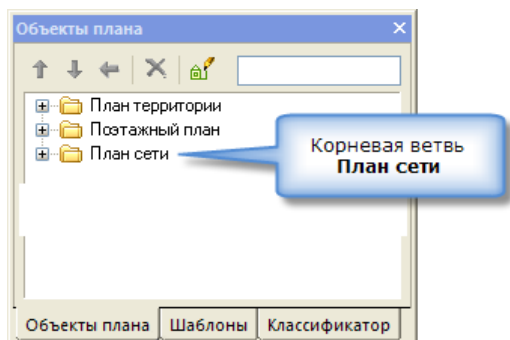 Объекты плана
План территории
Поэтажный план
План сети
Корневая ветвь
План сети
Объекты плана
Шаблоны
Классификатор